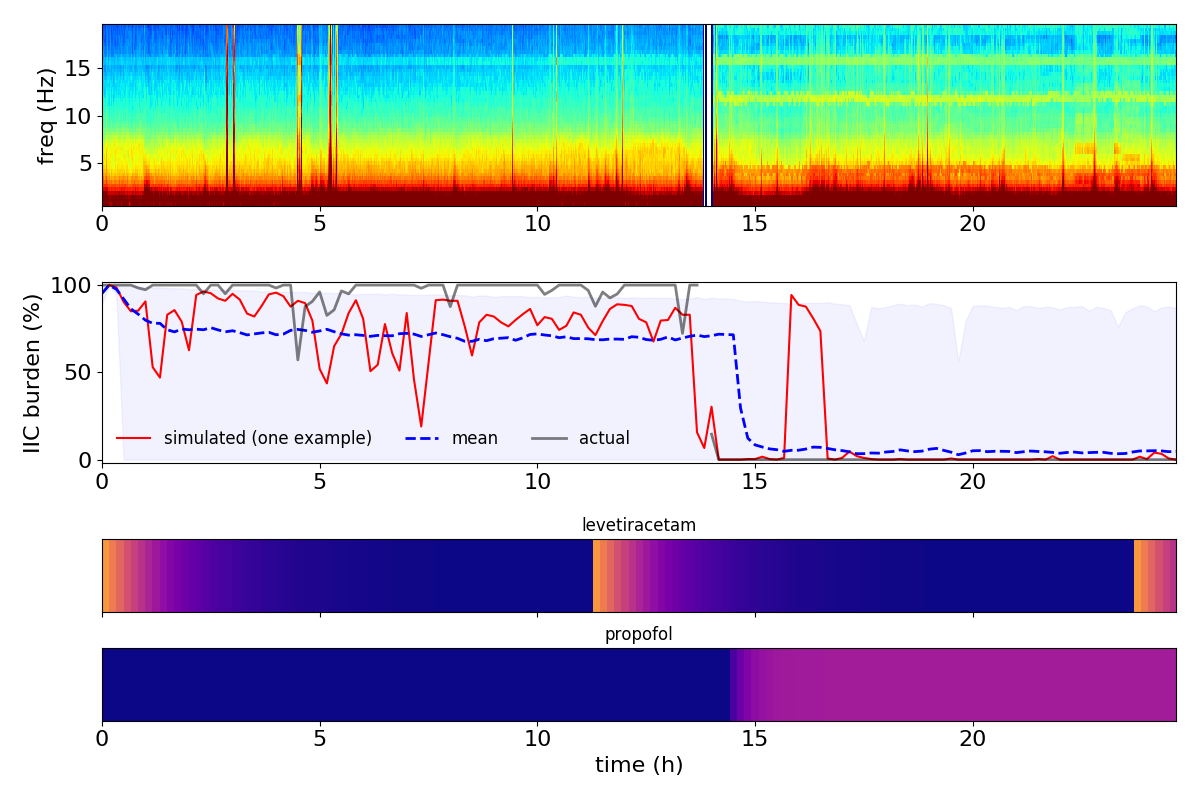 freq (Hz)
15
10
5
0 5 10 15 20
IIC burden (%)
100
50
0
simulated (one example) mean actual
0 5 10 15 20
levetiracetam
propofol
0 5 10 15 20
time (h)